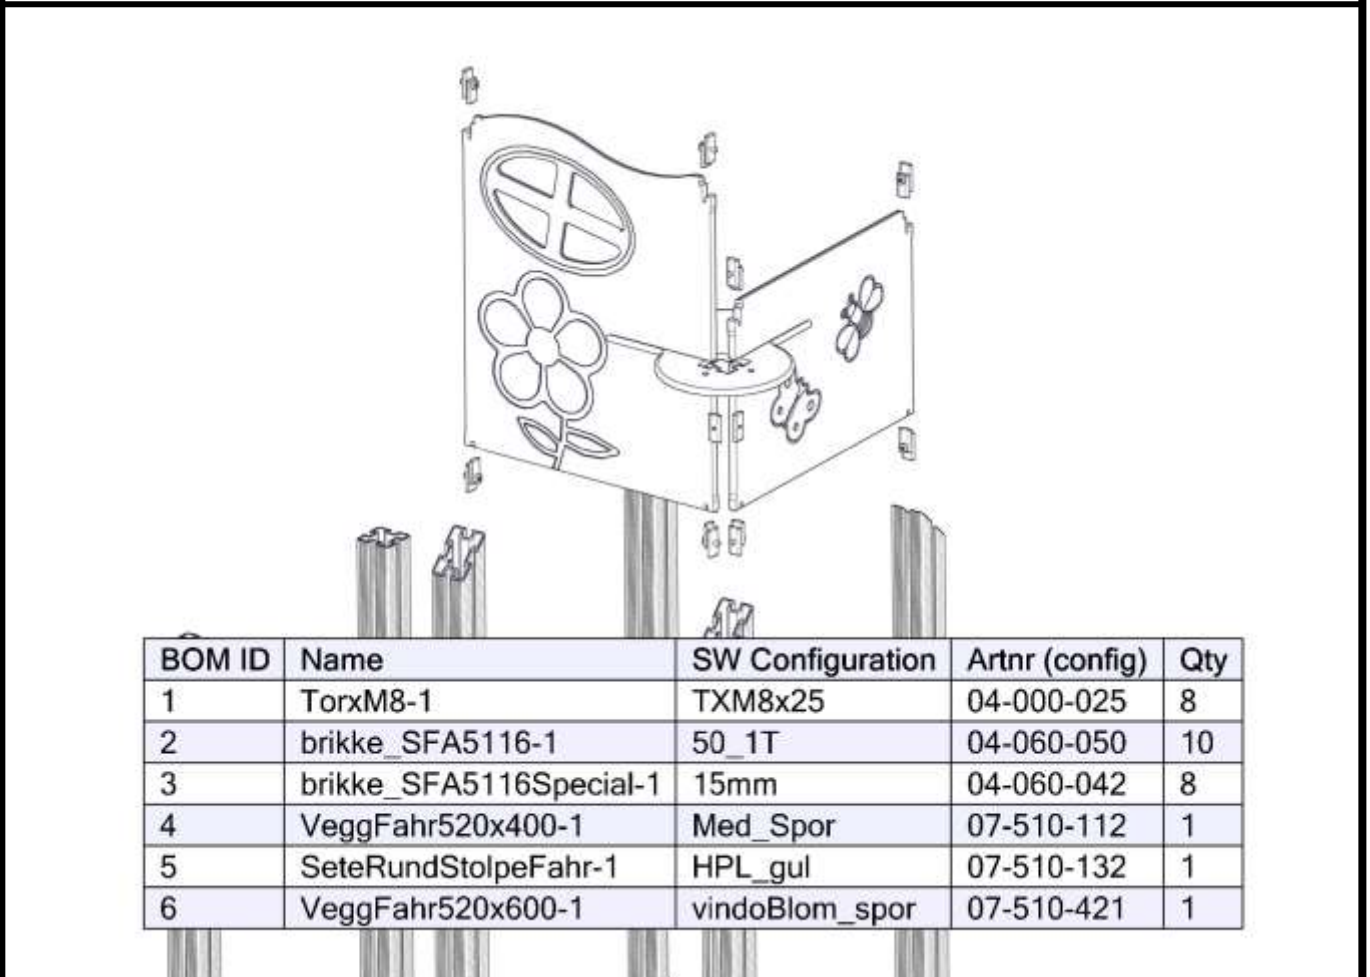 BOM ID Name SW Configuration Artnr (config) Qty
1 TorxM8-1 TXM8x25 04-000-025 8
2 brikke_SFA5116-1 50_1T 04-060-050 10
3 brikke_SFA5116Special-1 15mm 04-060-042 8
4 VeggFahr520x400-1 Med_Spor 07-510-112 1
5 SeteRundStolpeFahr-1 HPL_gul 07-510-132 1
6 VeggFahr520x600-1 vindoBlom_spor 07-510-421 1